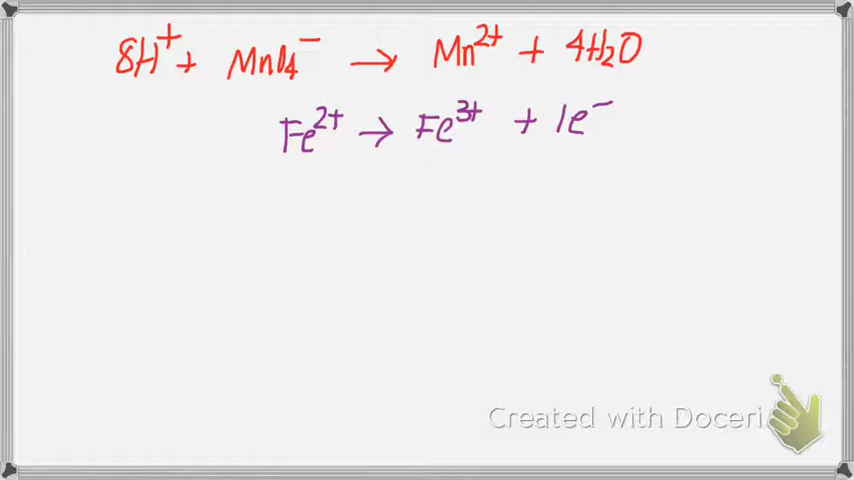 8H⁺ + MnO₄⁻ → Mn²⁺ + 4H₂O
Fe²⁺ → Fe³⁺ + 1e⁻
Created with Doceri